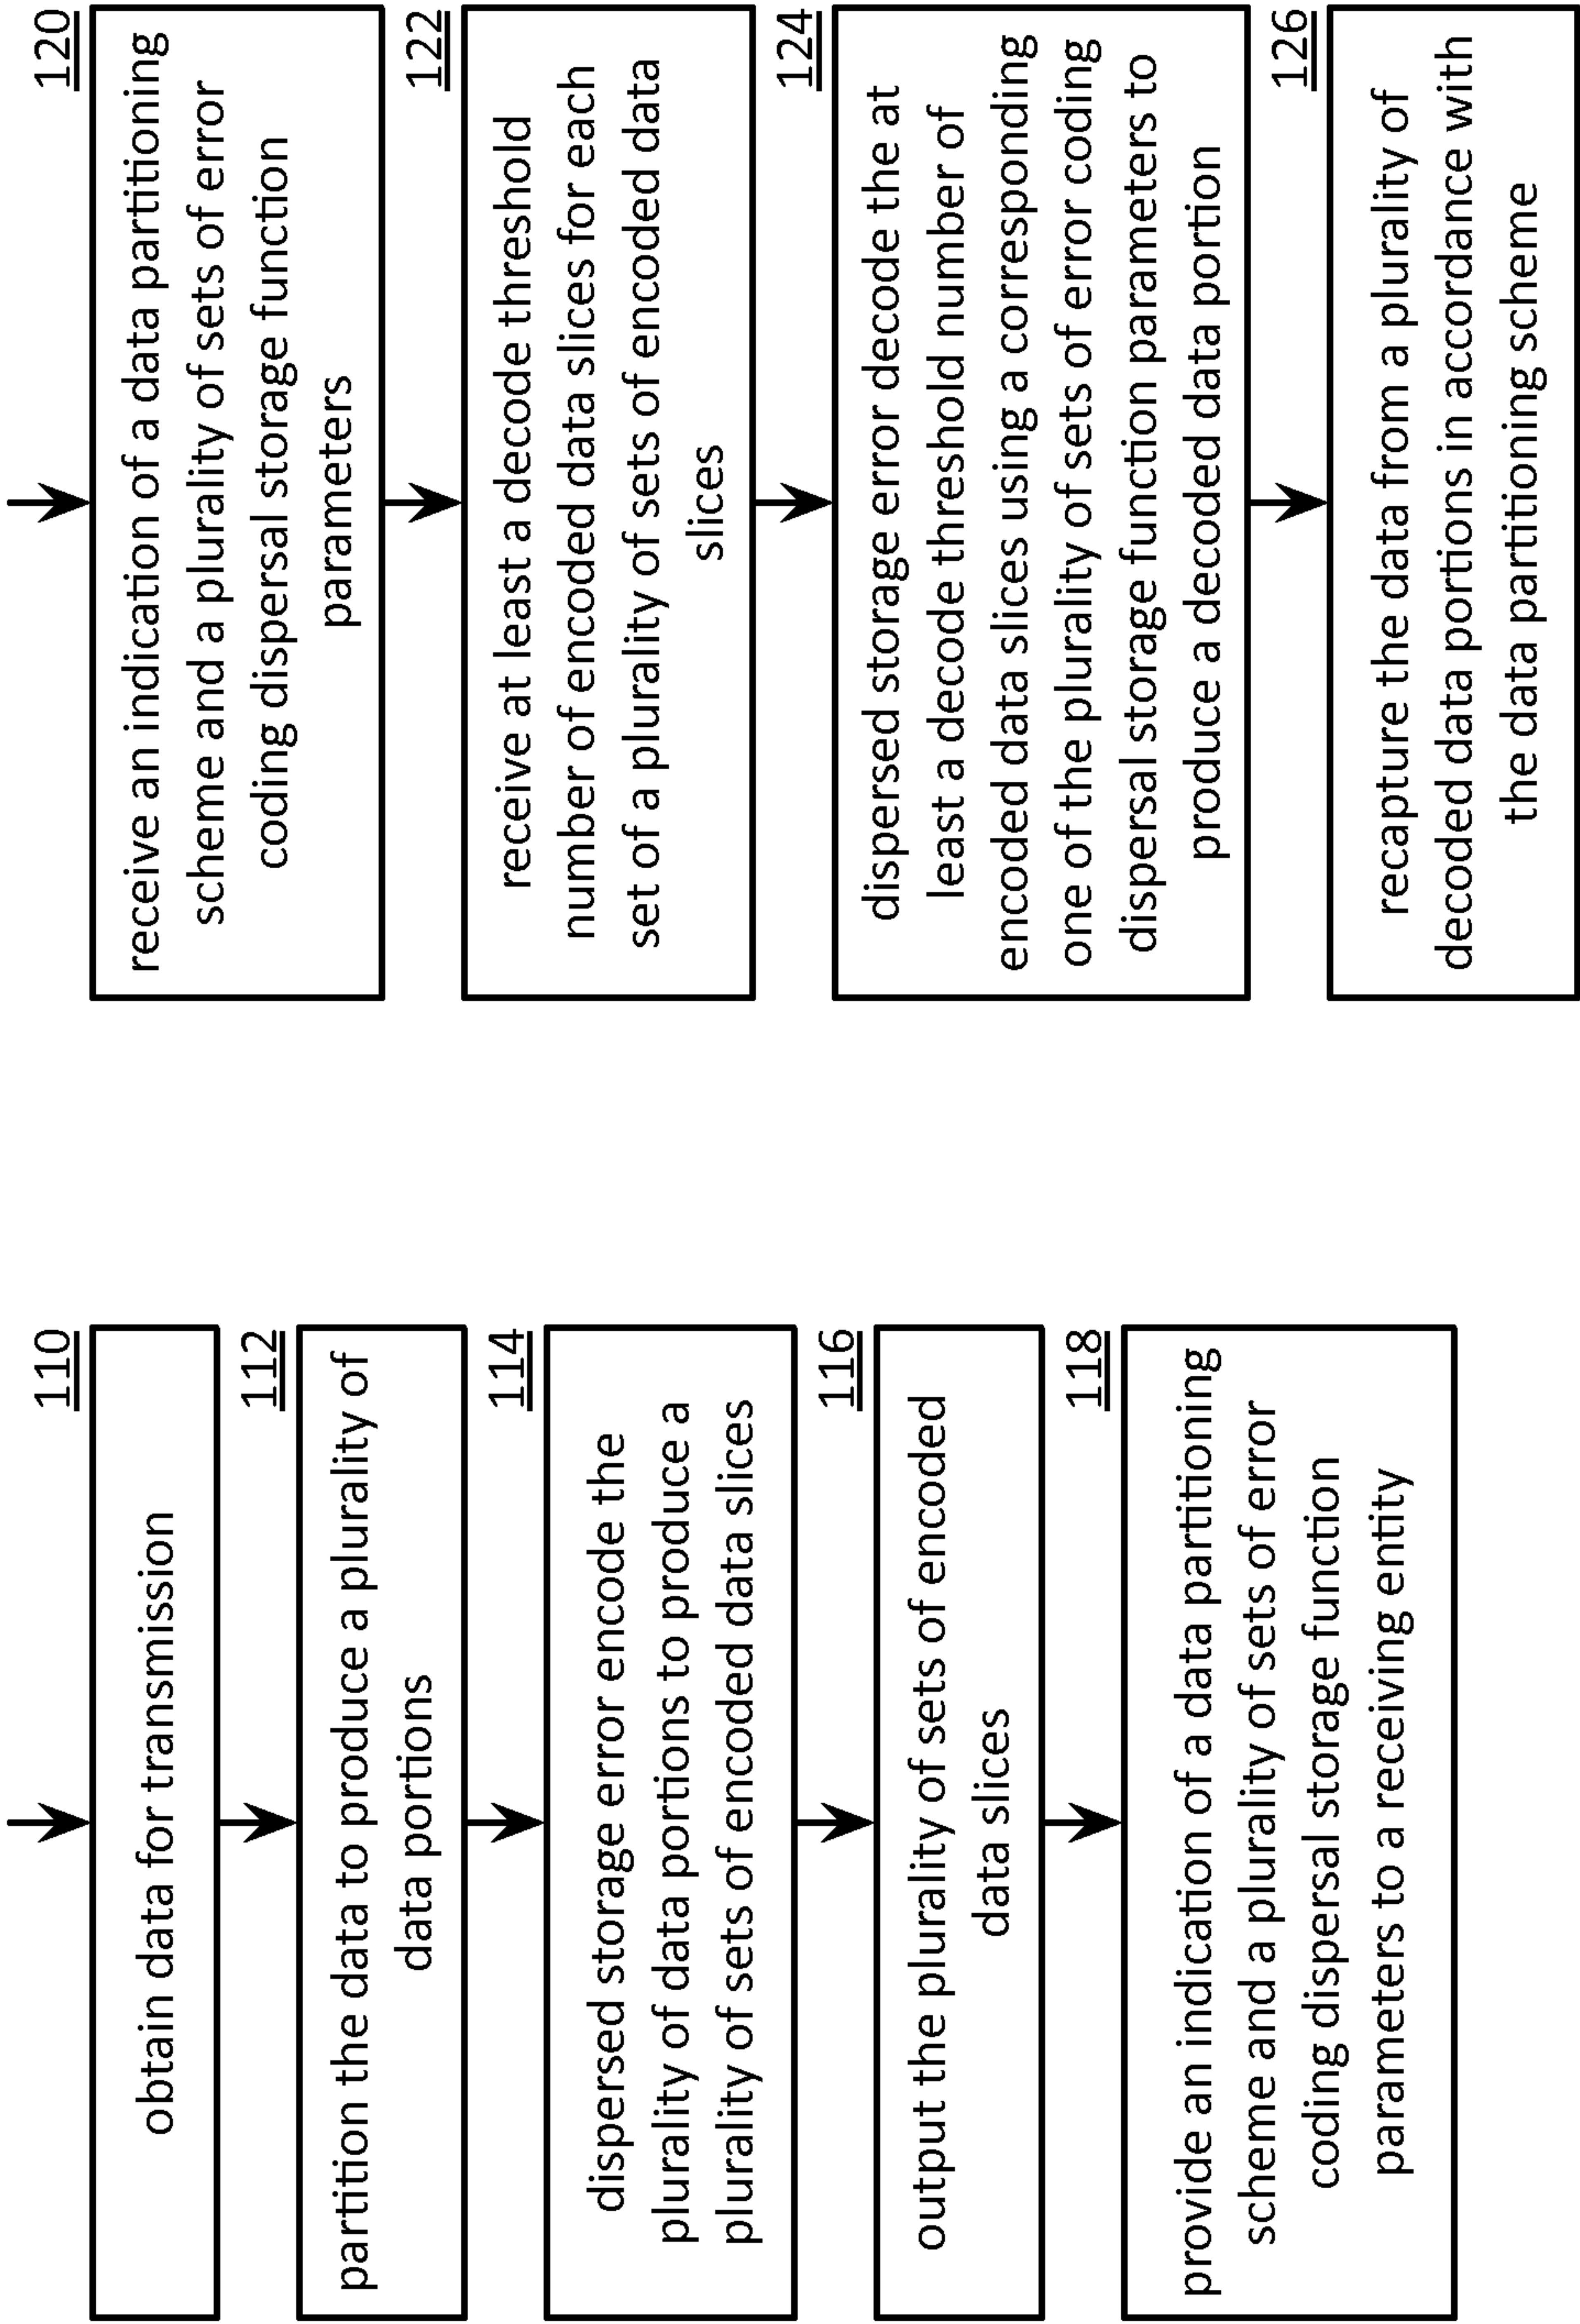 110
obtain data for transmission
112
partition the data to produce a plurality of
data portions
114
dispersed storage error encode the
plurality of data portions to produce a
plurality of sets of encoded data slices
116
output the plurality of sets of encoded
data slices
118
provide an indication of a data partitioning
scheme and a plurality of sets of error
coding dispersal storage function
parameters to a receiving entity
120
receive an indication of a data partitioning
scheme and a plurality of sets of error
coding dispersal storage function
parameters
122
receive at least a decode threshold
number of encoded data slices for each
set of a plurality of sets of encoded data
slices
124
dispersed storage error decode the at
least a decode threshold number of
encoded data slices using a corresponding
one of the plurality of sets of error coding
dispersal storage function parameters to
produce a decoded data portion
126
recapture the data from a plurality of
decoded data portions in accordance with
the data partitioning scheme